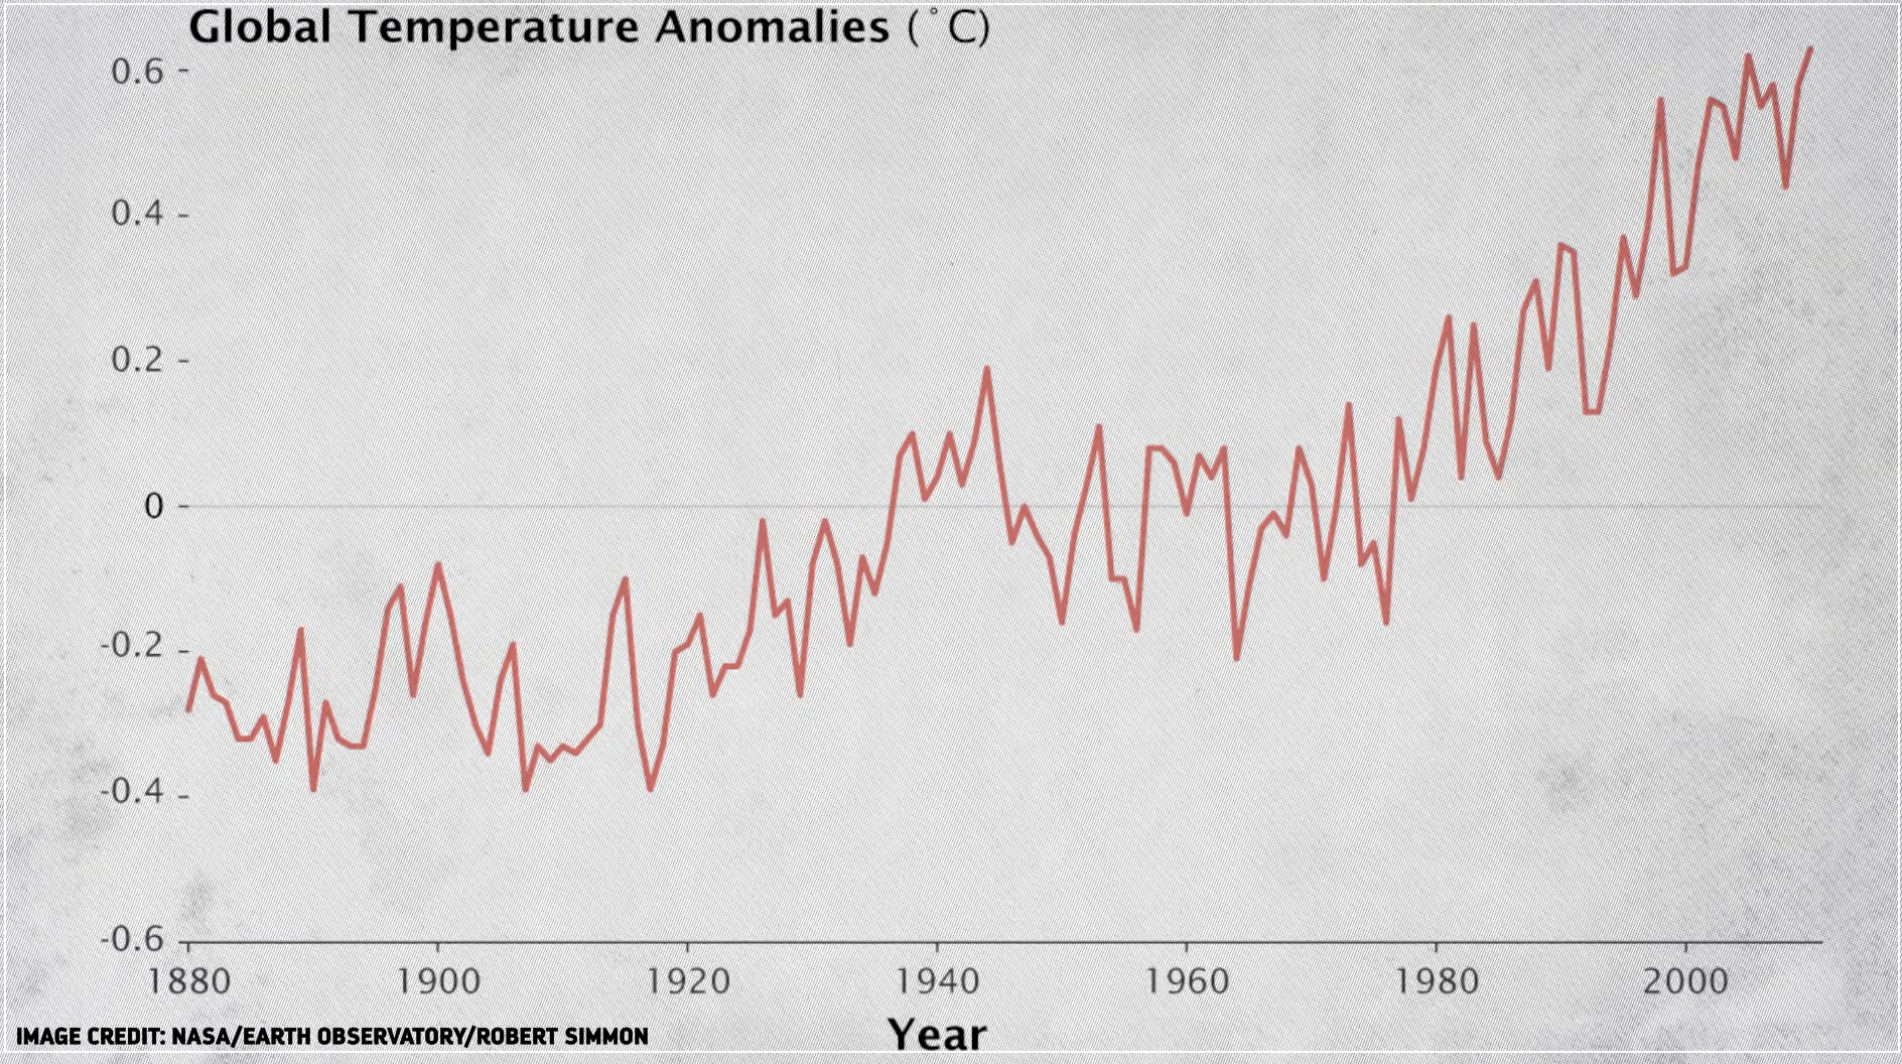 Global Temperature Anomalies (˚C)
0.6
0.4
0.2
0
-0.2
-0.4
-0.6
1880 1900 1920 1940 1960 1980 2000
Year
IMAGE CREDIT: NASA/EARTH OBSERVATORY/ROBERT SIMMON